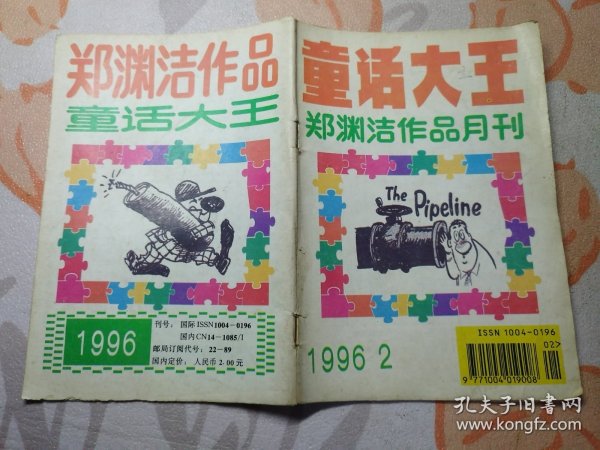 郑渊洁作品
童话大王
1996
刊号：国际ISSN1004-0196
国内CN14-1085/I
邮局订阅代号：22-89
国内定价：人民币2.00元
童话大王
郑渊洁作品月刊
The Pipeline
1996 2
ISSN 1004-0196
02>
9 771004 019008
孔夫子旧书网
www.kongfz.com